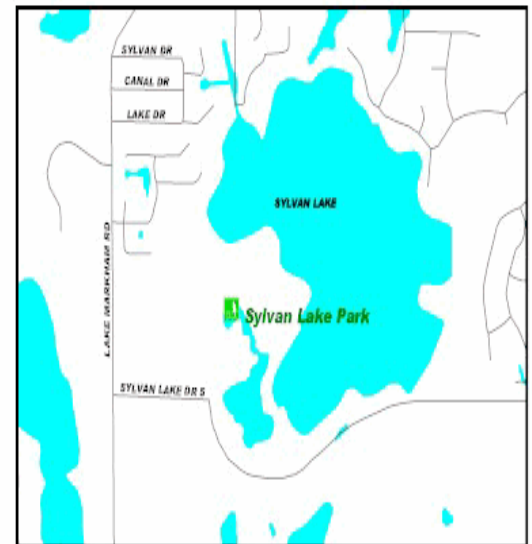 SYLVAN DR
CANAL DR
LAKE DR
SYLVAN LAKE
LAKE MARKHAM RD
Sylvan Lake Park
SYLVAN LAKE DR S